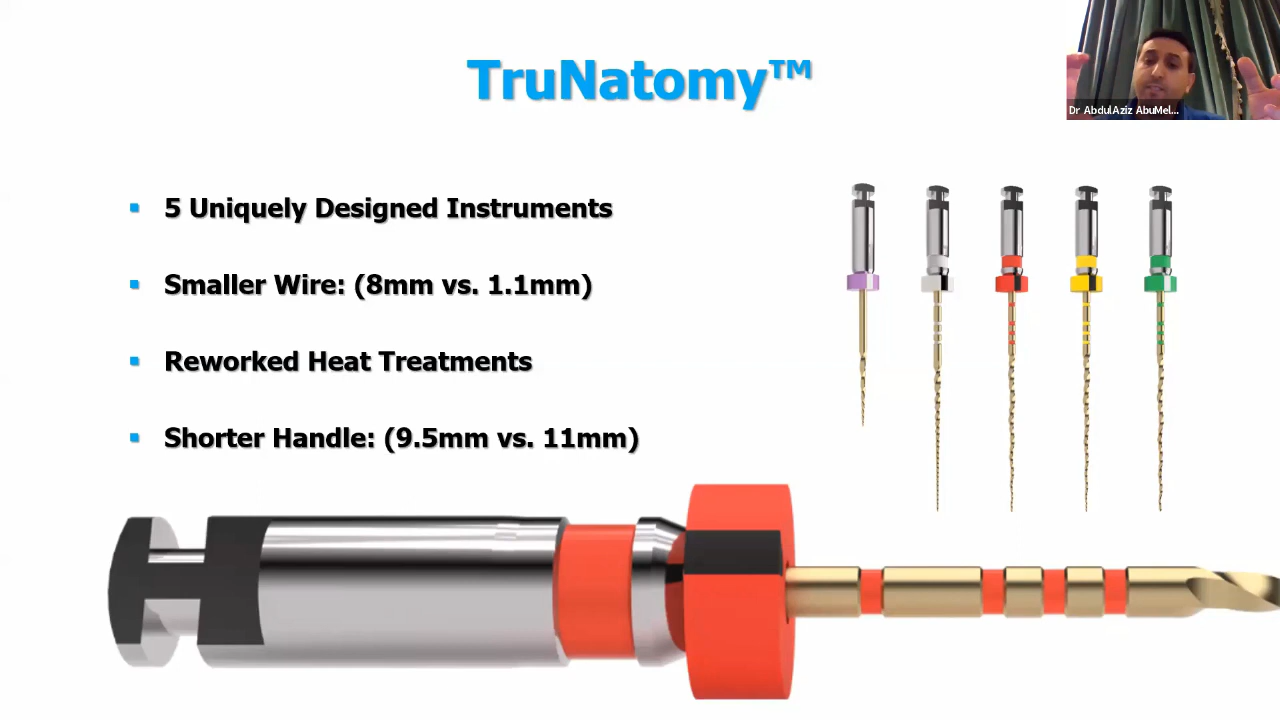 TruNatomy™
Dr AbdulAziz AbuMel...
5 Uniquely Designed Instruments
Smaller Wire: (8mm vs. 1.1mm)
Reworked Heat Treatments
Shorter Handle: (9.5mm vs. 11mm)